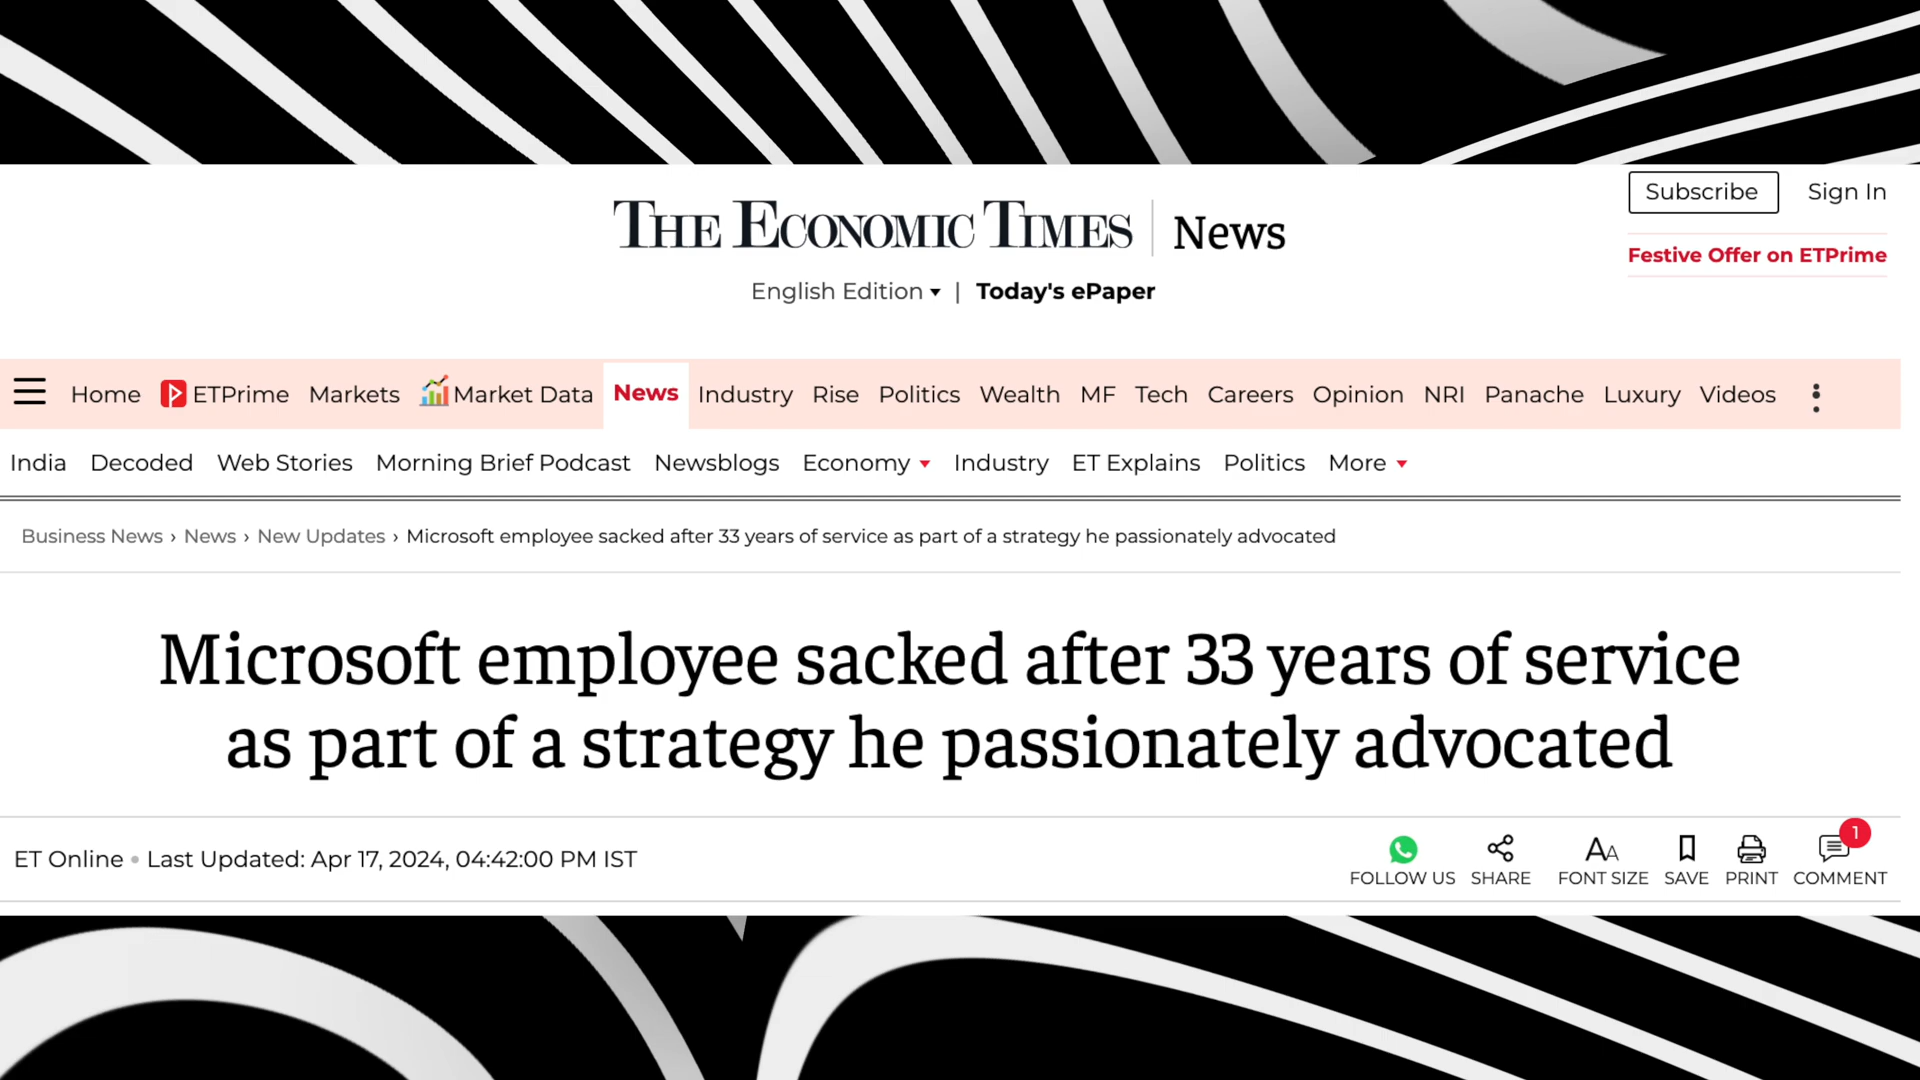 Subscribe Sign In
THE ECONOMIC TIMES News
Festive Offer on ETPrime
English Edition | Today's ePaper
Home ETPrime Markets Market Data News Industry Rise Politics Wealth MF Tech Careers Opinion NRI Panache Luxury Videos
India Decoded Web Stories Morning Brief Podcast Newsblogs Economy Industry ET Explains Politics More
Business News › News › New Updates › Microsoft employee sacked after 33 years of service as part of a strategy he passionately advocated
Microsoft employee sacked after 33 years of service
as part of a strategy he passionately advocated
1
ET Online • Last Updated: Apr 17, 2024, 04:42:00 PM IST
FOLLOW US SHARE FONT SIZE SAVE PRINT COMMENT